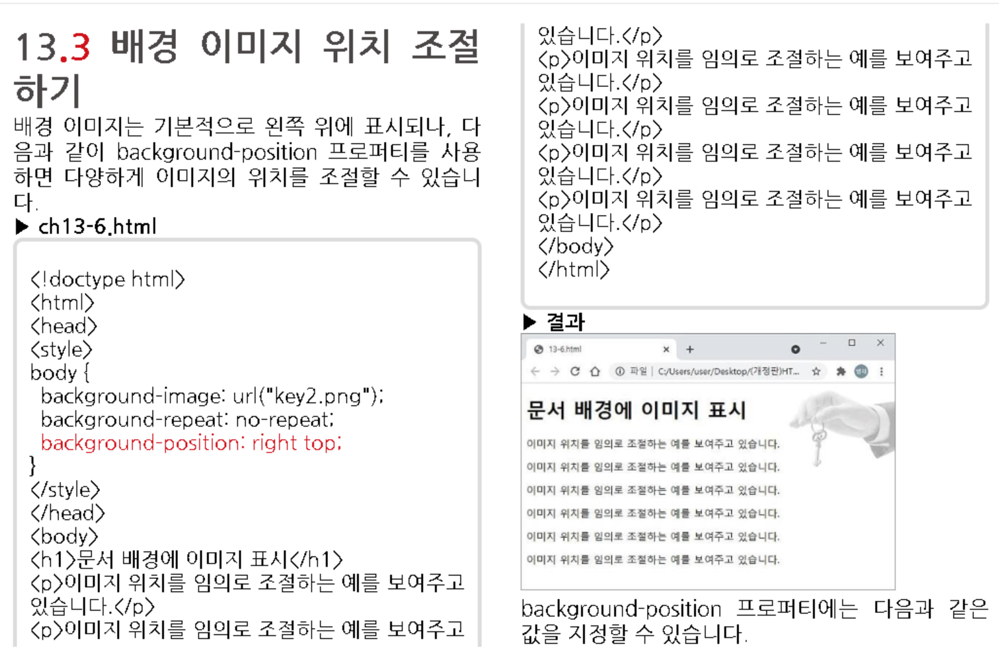 13.3 배경 이미지 위치 조절
하기
배경 이미지는 기본적으로 왼쪽 위에 표시되나, 다
음과 같이 background-position 프로퍼티를 사용
하면 다양하게 이미지의 위치를 조절할 수 있습니
다.
▶ ch13-6.html
<!doctype html>
<html>
<head>
<style>
body {
background-image: url("key2.png");
background-repeat: no-repeat;
background-position: right top;
}
</style>
</head>
<body>
<h1>문서 배경에 이미지 표시</h1>
<p>이미지 위치를 임의로 조절하는 예를 보여주고
있습니다.</p>
<p>이미지 위치를 임의로 조절하는 예를 보여주고
있습니다.</p>
<p>이미지 위치를 임의로 조절하는 예를 보여주고
있습니다.</p>
<p>이미지 위치를 임의로 조절하는 예를 보여주고
있습니다.</p>
<p>이미지 위치를 임의로 조절하는 예를 보여주고
있습니다.</p>
<p>이미지 위치를 임의로 조절하는 예를 보여주고
있습니다.</p>
</body>
</html>
▶ 결과
13-6.html
파일 | C:/Users/user/Desktop/(개정판)HT...
문서 배경에 이미지 표시
이미지 위치를 임의로 조절하는 예를 보여주고 있습니다.
이미지 위치를 임의로 조절하는 예를 보여주고 있습니다.
이미지 위치를 임의로 조절하는 예를 보여주고 있습니다.
이미지 위치를 임의로 조절하는 예를 보여주고 있습니다.
이미지 위치를 임의로 조절하는 예를 보여주고 있습니다.
이미지 위치를 임의로 조절하는 예를 보여주고 있습니다.
background-position 프로퍼티에는 다음과 같은
값을 지정할 수 있습니다.